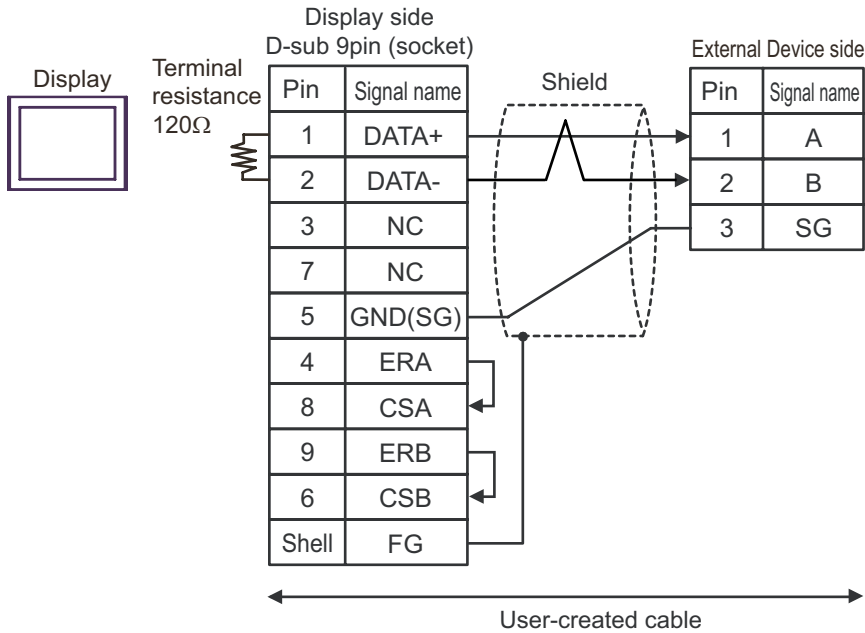 Display side
D-sub 9pin (socket)
External Device side
Display
Terminal
resistance
120Ω
Shield
Pin Signal name
1 DATA+
2 DATA-
3 NC
7 NC
5 GND(SG)
4 ERA
8 CSA
9 ERB
6 CSB
Shell FG
Pin Signal name
1 A
2 B
3 SG
User-created cable